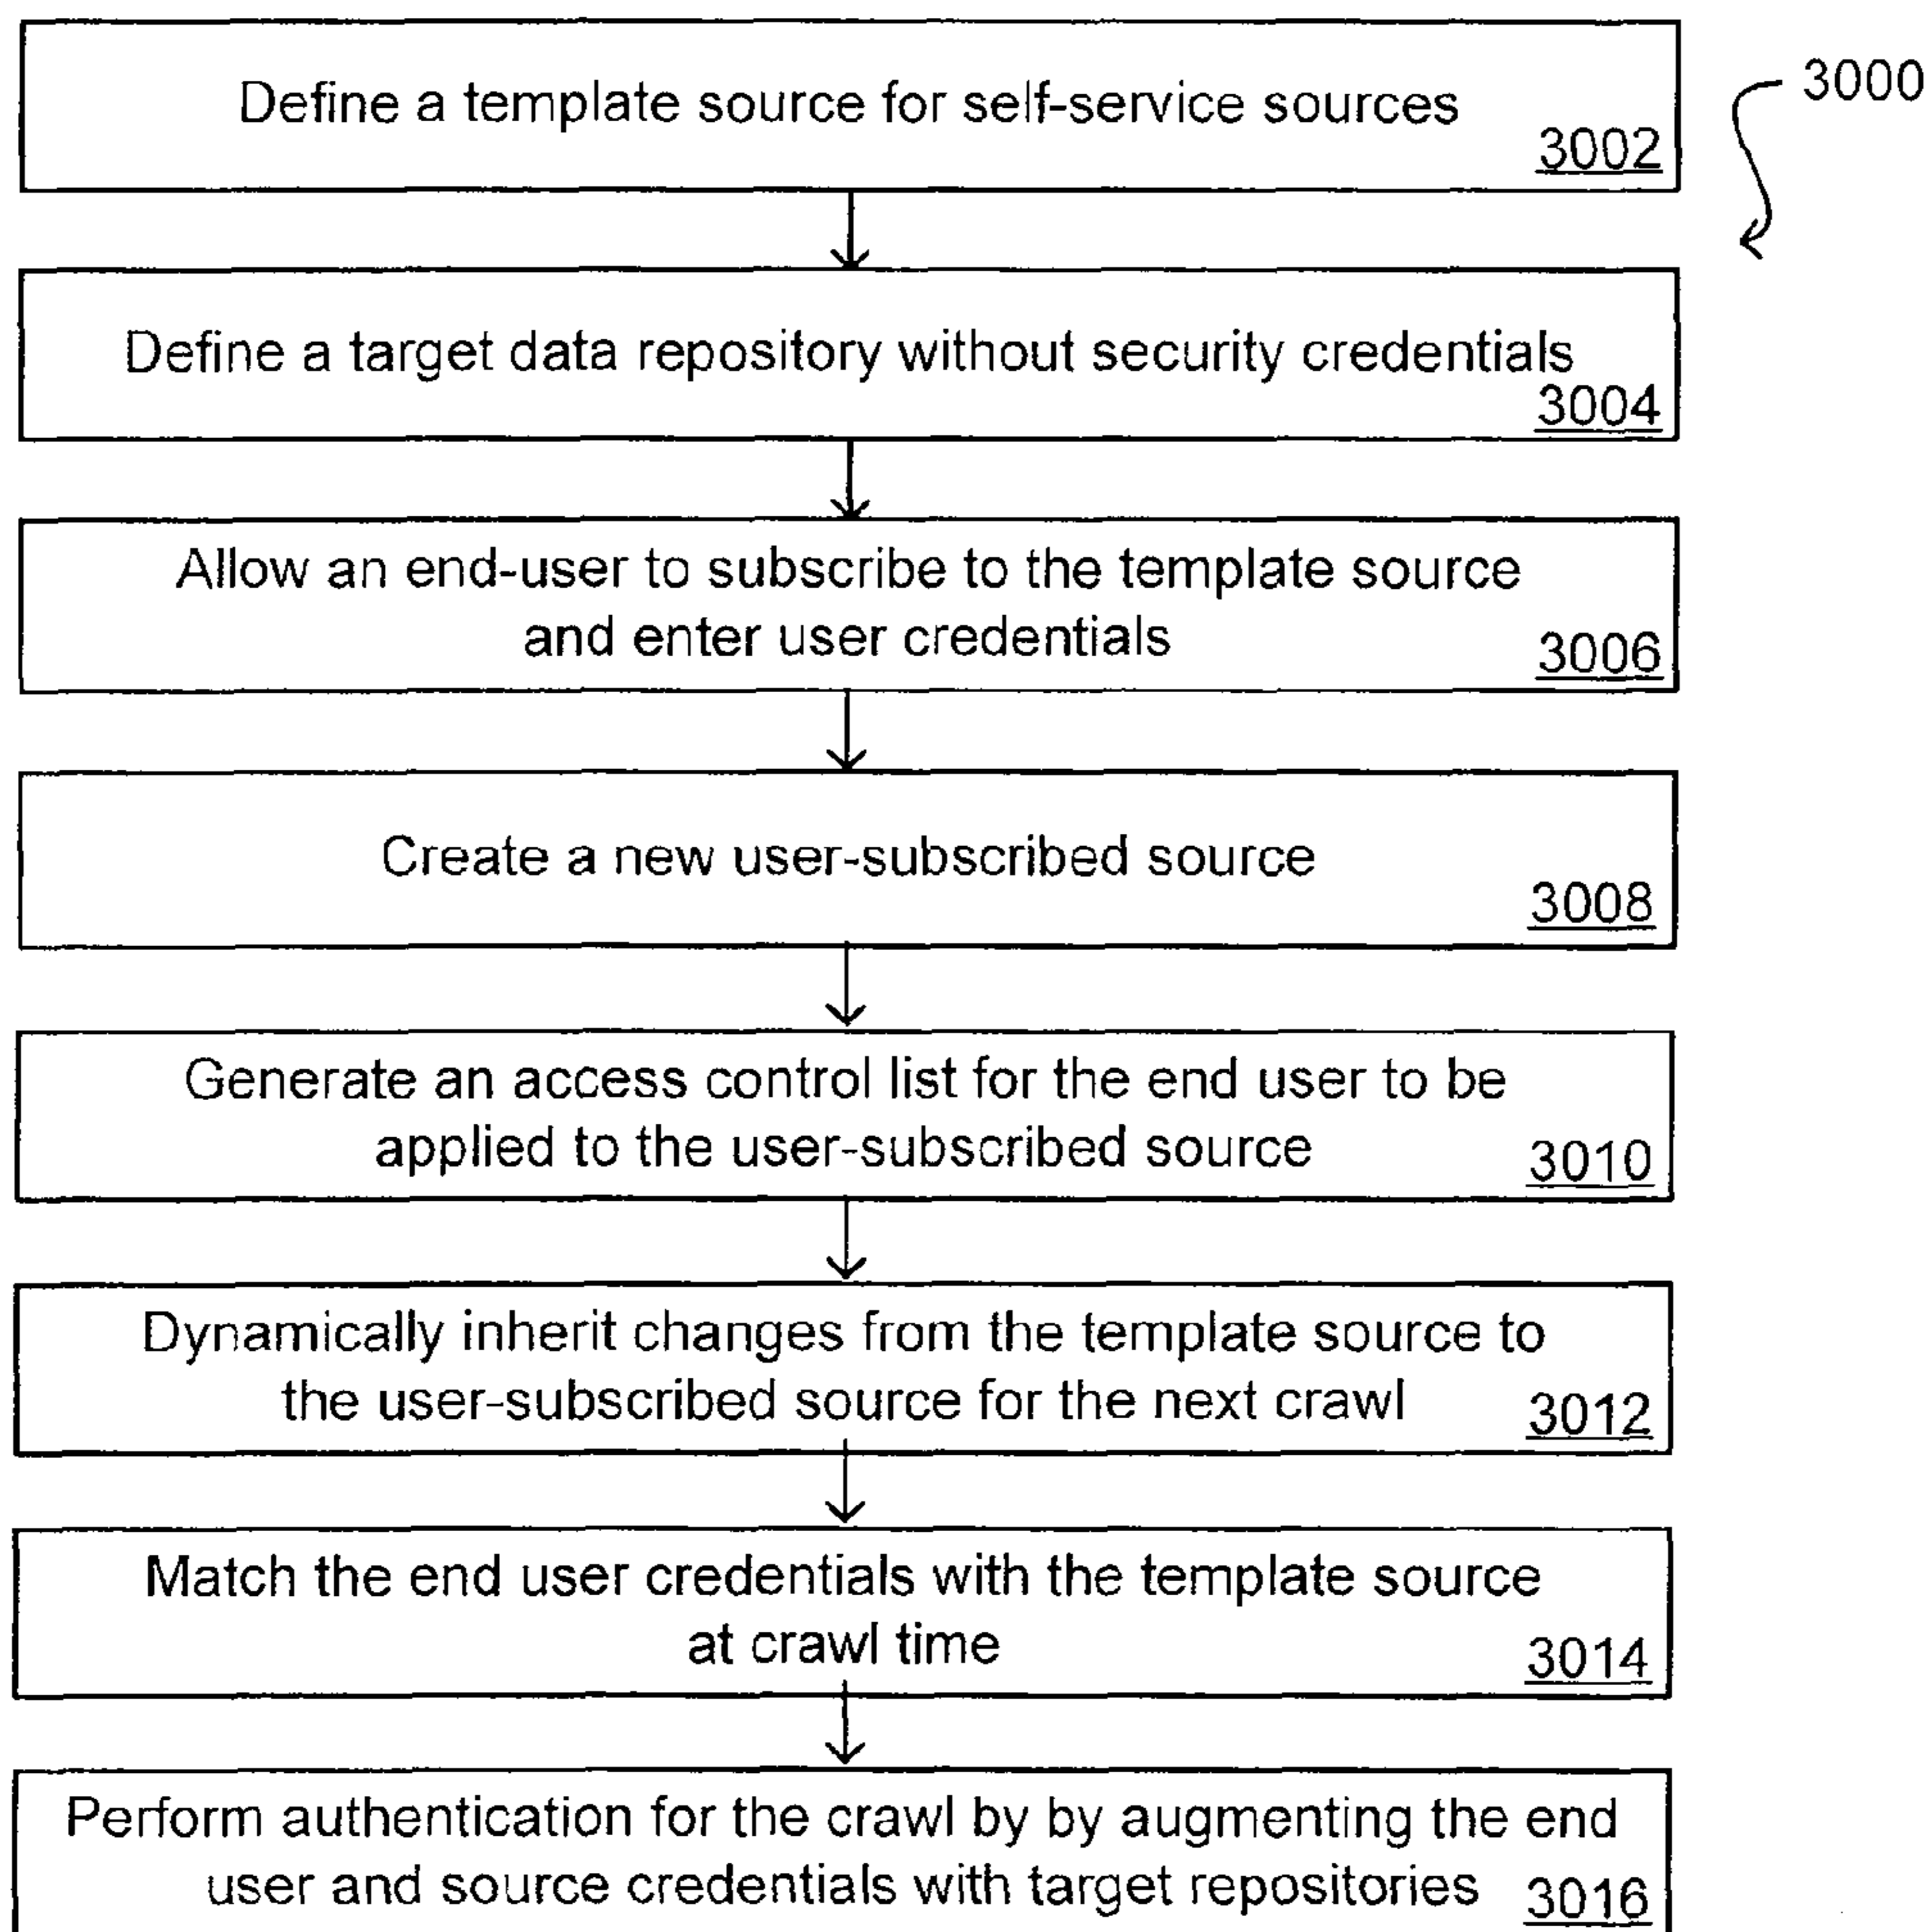 Define a template source for self-service sources
3002
3000
Define a target data repository without security credentials
3004
Allow an end-user to subscribe to the template source
and enter user credentials
3006
Create a new user-subscribed source
3008
Generate an access control list for the end user to be
applied to the user-subscribed source
3010
Dynamically inherit changes from the template source to
the user-subscribed source for the next crawl
3012
Match the end user credentials with the template source
at crawl time
3014
Perform authentication for the crawl by by augmenting the end
user and source credentials with target repositories
3016